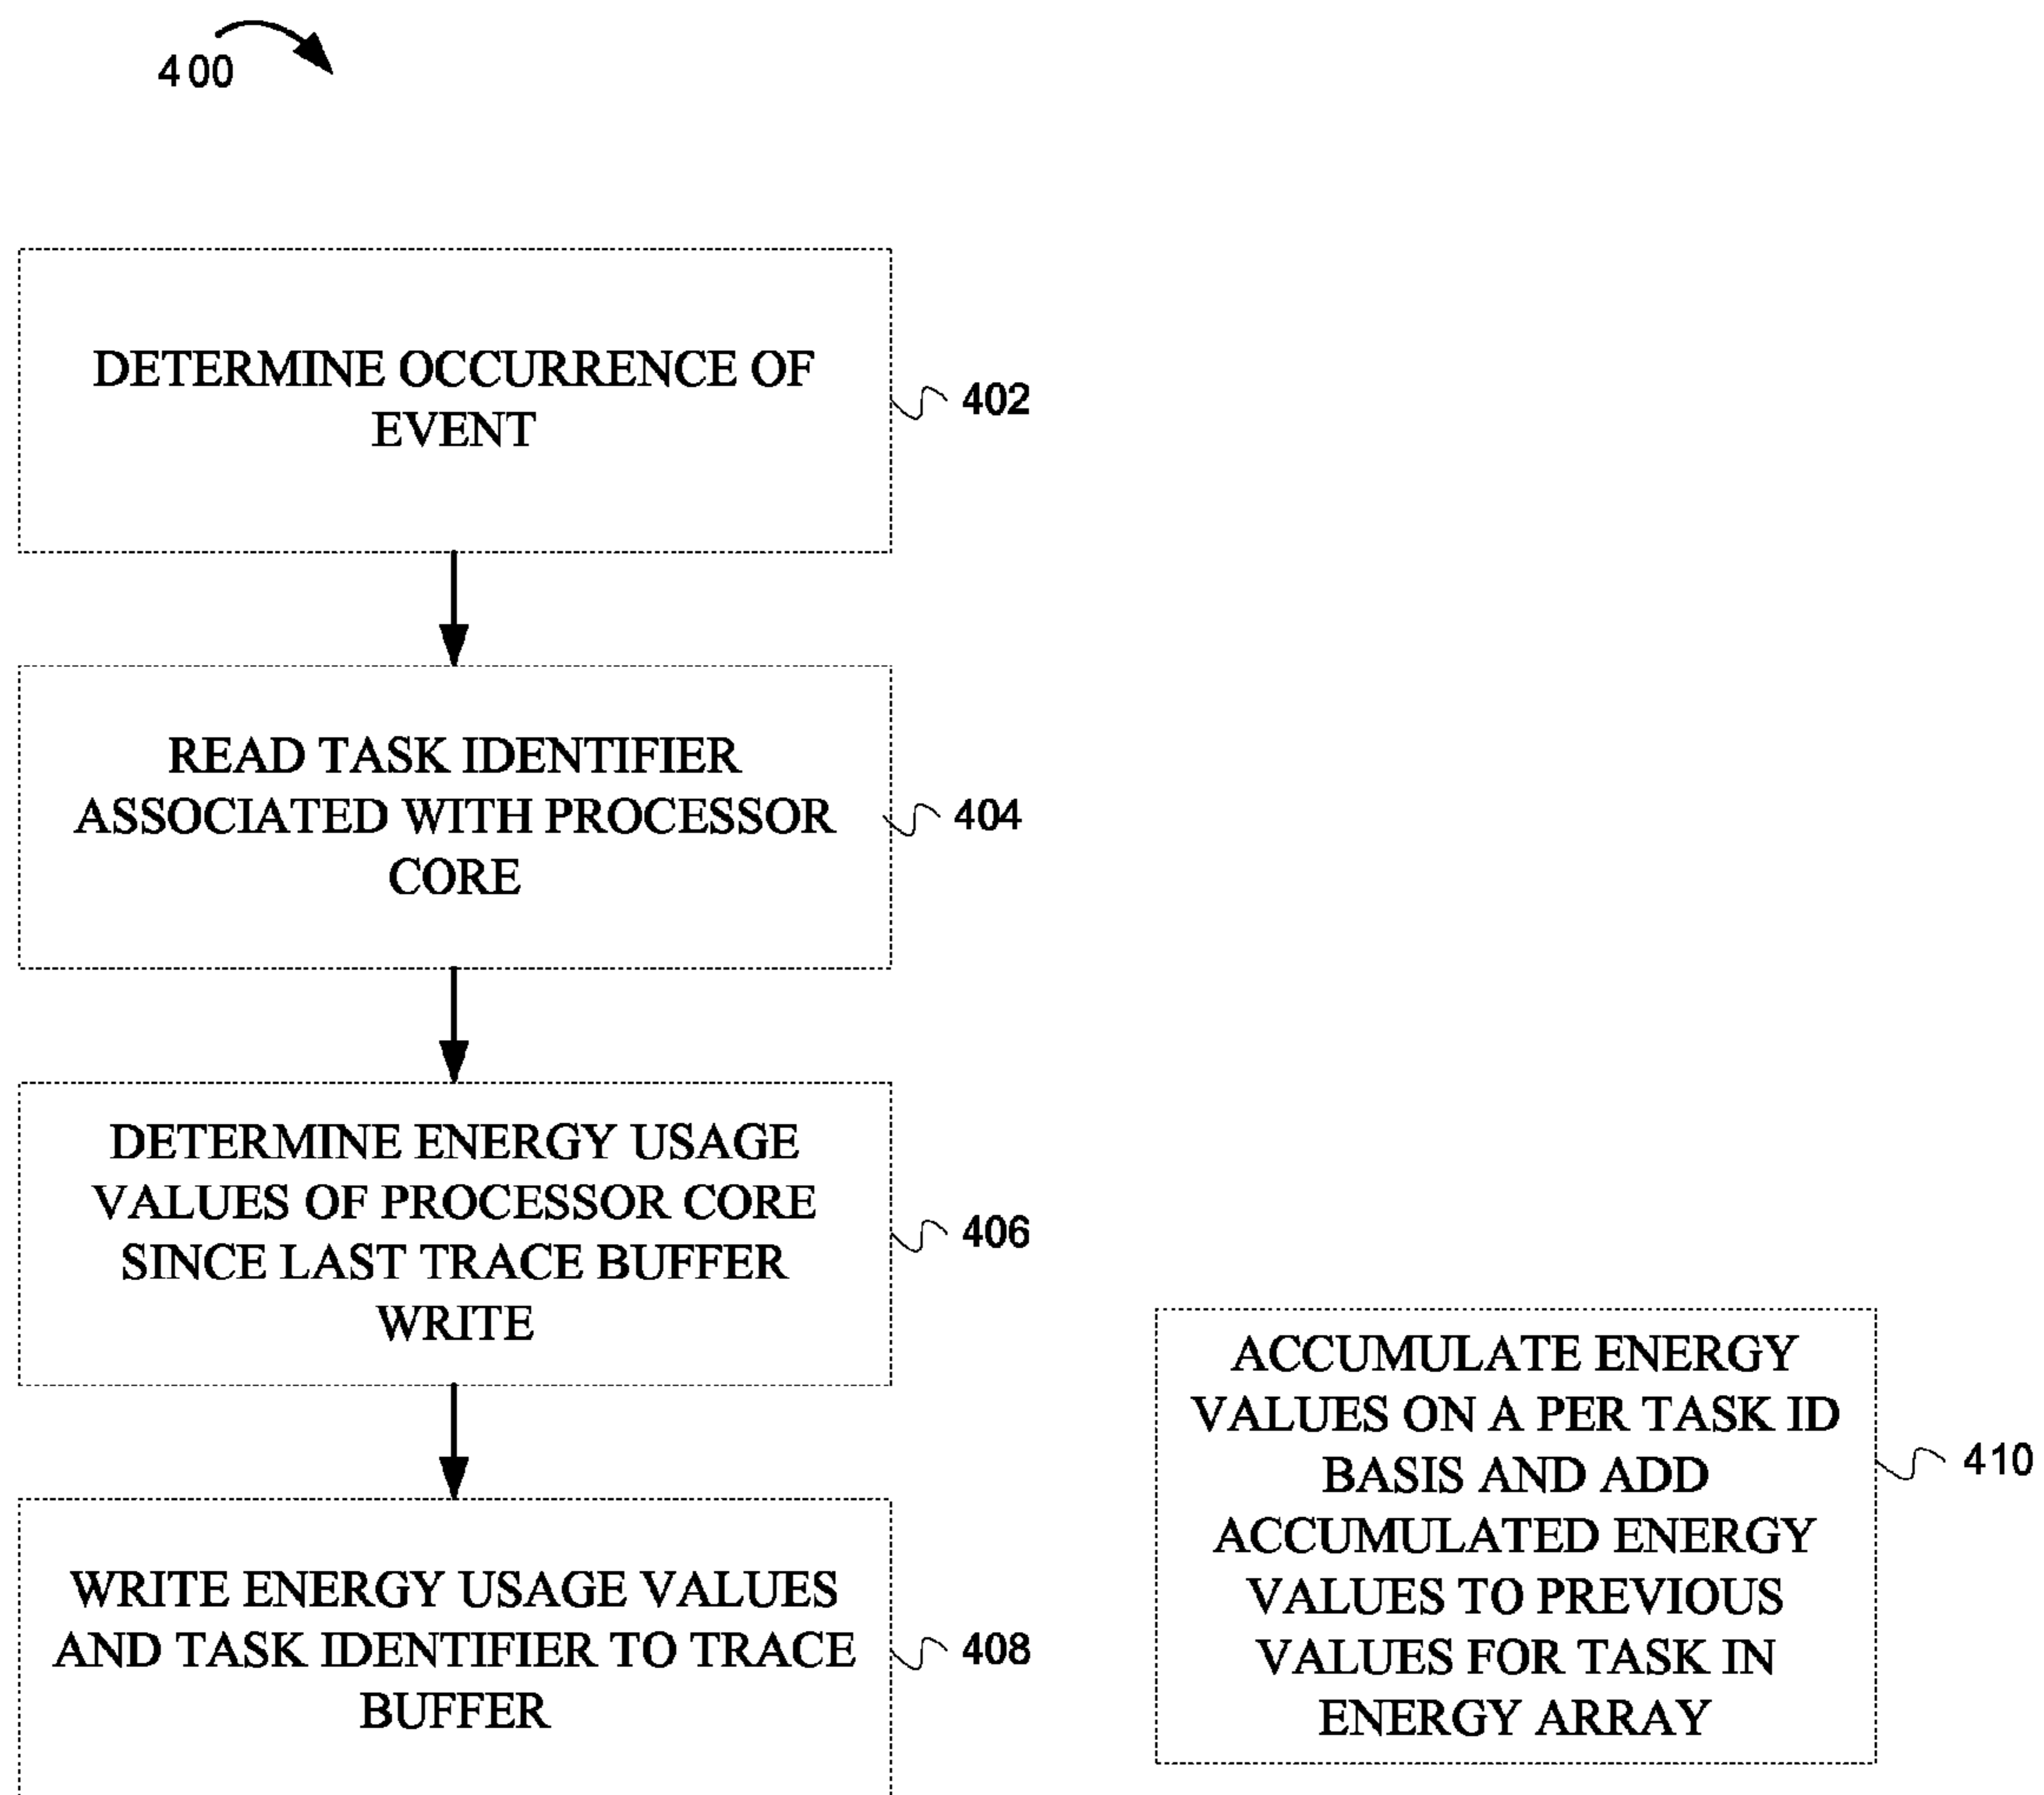 400
DETERMINE OCCURRENCE OF
EVENT
402
READ TASK IDENTIFIER
ASSOCIATED WITH PROCESSOR
CORE
404
DETERMINE ENERGY USAGE
VALUES OF PROCESSOR CORE
SINCE LAST TRACE BUFFER
WRITE
406
WRITE ENERGY USAGE VALUES
AND TASK IDENTIFIER TO TRACE
BUFFER
408
ACCUMULATE ENERGY
VALUES ON A PER TASK ID
BASIS AND ADD
ACCUMULATED ENERGY
VALUES TO PREVIOUS
VALUES FOR TASK IN
ENERGY ARRAY
410